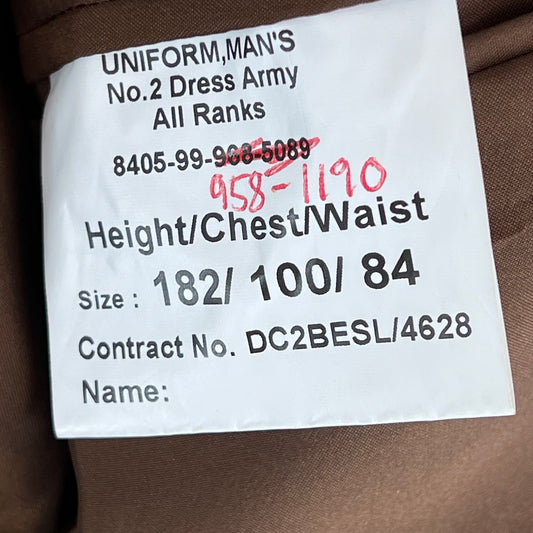 UNIFORM,MAN'S
No.2 Dress Army
All Ranks
8405-99-968-5089
958-1190
Height/Chest/Waist
Size : 182/ 100/ 84
Contract No. DC2BESL/4628
Name: